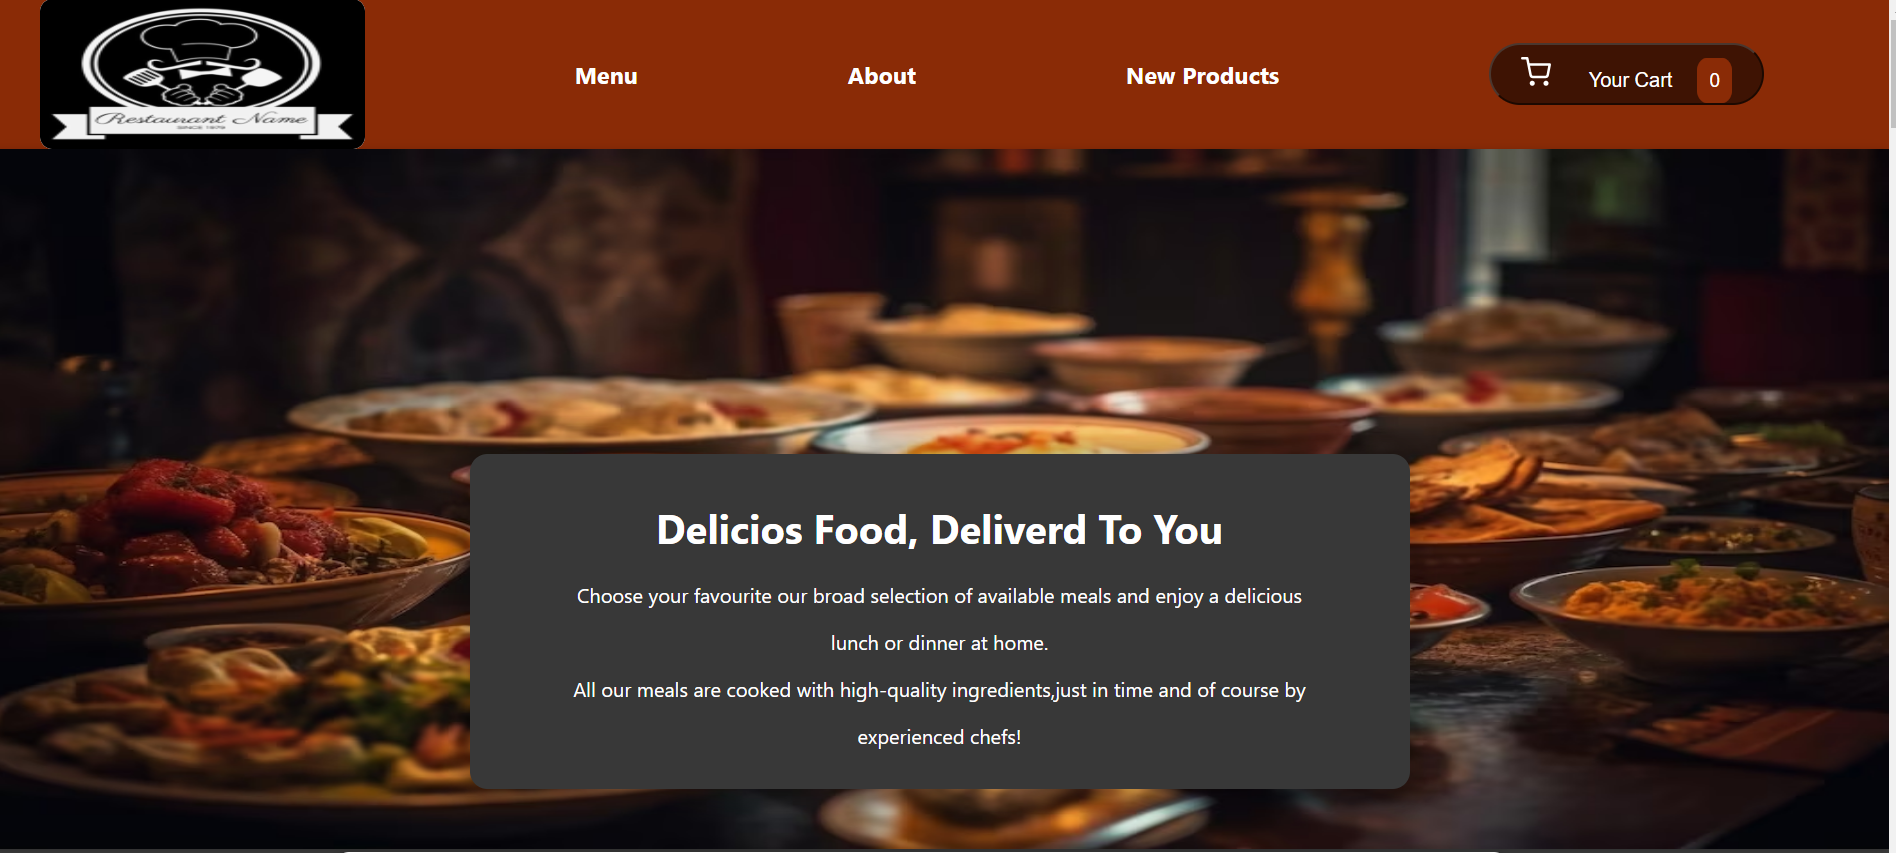 Restaurant Name
SINCE 1979
Menu
About
New Products
Your Cart 0
Delicios Food, Deliverd To You
Choose your favourite our broad selection of available meals and enjoy a delicious
lunch or dinner at home.
All our meals are cooked with high-quality ingredients,just in time and of course by
experienced chefs!